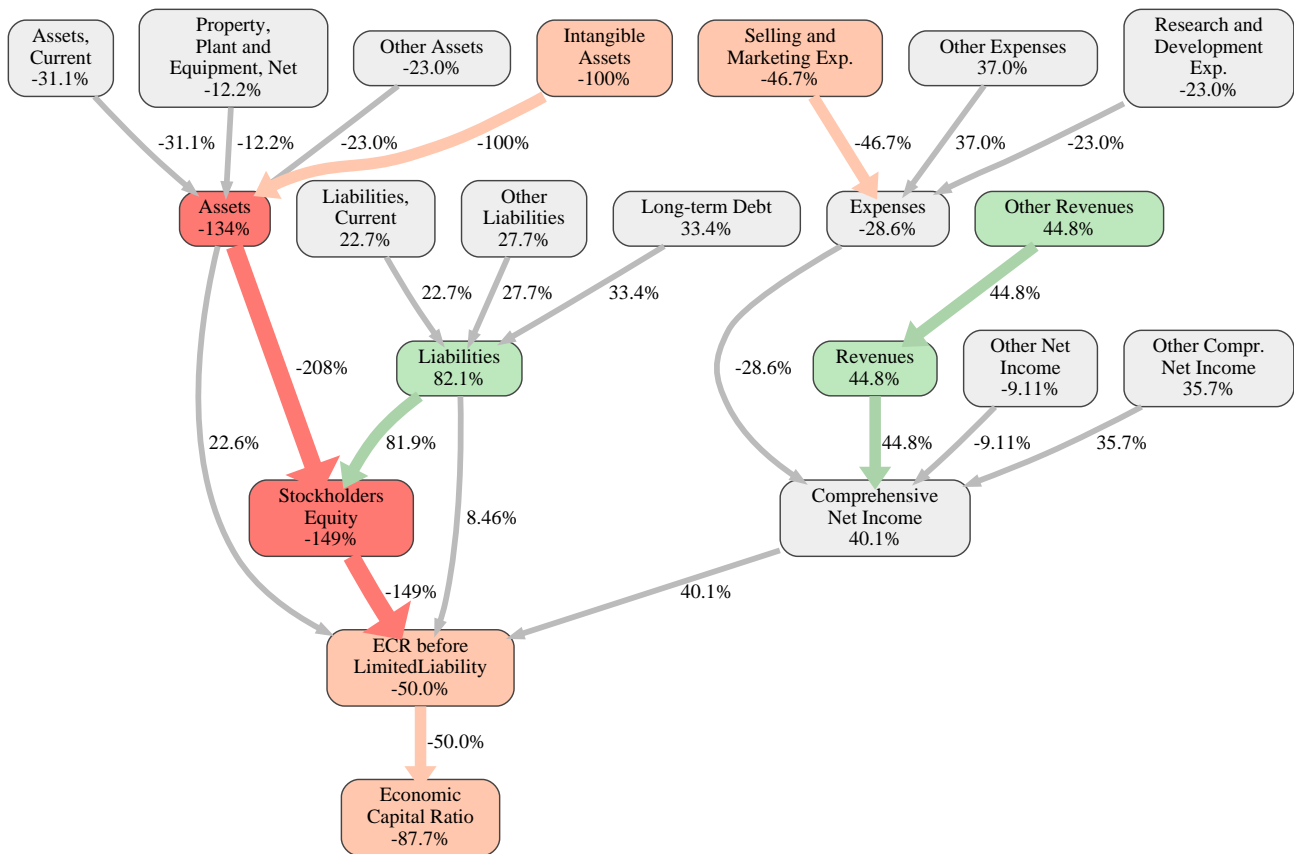 Assets,
Current
-31.1%
Property,
Plant and
Equipment, Net
-12.2%
Other Assets
-23.0%
Intangible
Assets
-100%
Selling and
Marketing Exp.
-46.7%
Other Expenses
37.0%
Research and
Development
Exp.
-23.0%
-31.1%
-12.2%
-23.0%
-100%
-46.7%
37.0%
-23.0%
Assets
-134%
Liabilities,
Current
22.7%
Other
Liabilities
27.7%
Long-term Debt
33.4%
Expenses
-28.6%
Other Revenues
44.8%
22.7%
27.7%
33.4%
44.8%
-208%
Liabilities
82.1%
-28.6%
Revenues
44.8%
Other Net
Income
-9.11%
Other Compr.
Net Income
35.7%
22.6%
81.9%
44.8%
-9.11%
35.7%
Stockholders
Equity
-149%
8.46%
Comprehensive
Net Income
40.1%
-149%
40.1%
ECR before
LimitedLiability
-50.0%
-50.0%
Economic
Capital Ratio
-87.7%